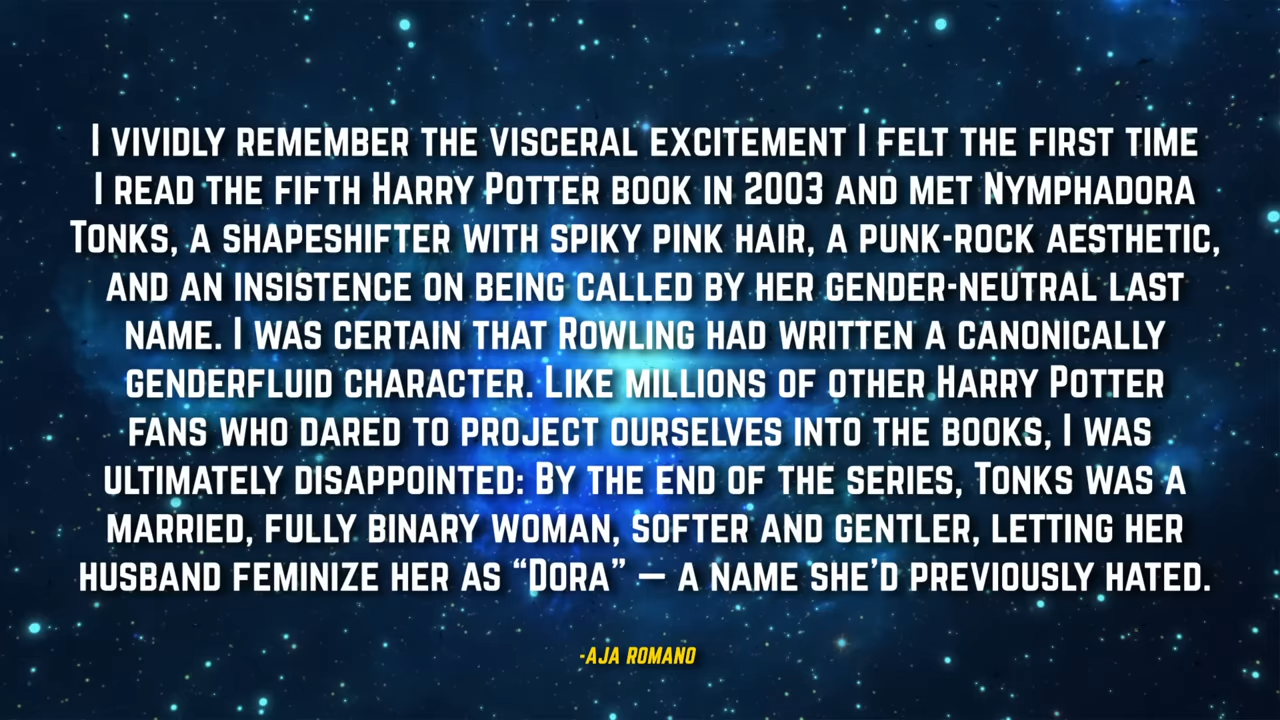 I VIVIDLY REMEMBER THE VISCERAL EXCITEMENT I FELT THE FIRST TIME
I READ THE FIFTH HARRY POTTER BOOK IN 2003 AND MET NYMPHADORA
TONKS, A SHAPESHIFTER WITH SPIKY PINK HAIR, A PUNK-ROCK AESTHETIC,
AND AN INSISTENCE ON BEING CALLED BY HER GENDER-NEUTRAL LAST
NAME. I WAS CERTAIN THAT ROWLING HAD WRITTEN A CANONICALLY
GENDERFLUID CHARACTER. LIKE MILLIONS OF OTHER HARRY POTTER
FANS WHO DARED TO PROJECT OURSELVES INTO THE BOOKS, I WAS
ULTIMATELY DISAPPOINTED: BY THE END OF THE SERIES, TONKS WAS A
MARRIED, FULLY BINARY WOMAN, SOFTER AND GENTLER, LETTING HER
HUSBAND FEMINIZE HER AS “DORA” — A NAME SHE’D PREVIOUSLY HATED.
-AJA ROMANO